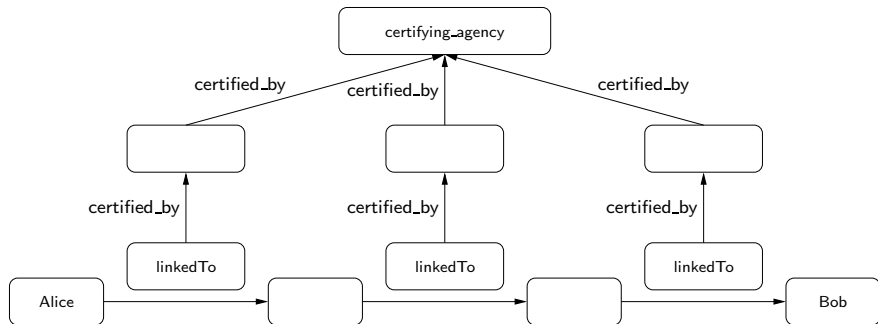 certifying_agency
certified_by
certified_by
certified_by
certified_by
certified_by
certified_by
linkedTo
linkedTo
linkedTo
Alice
Bob